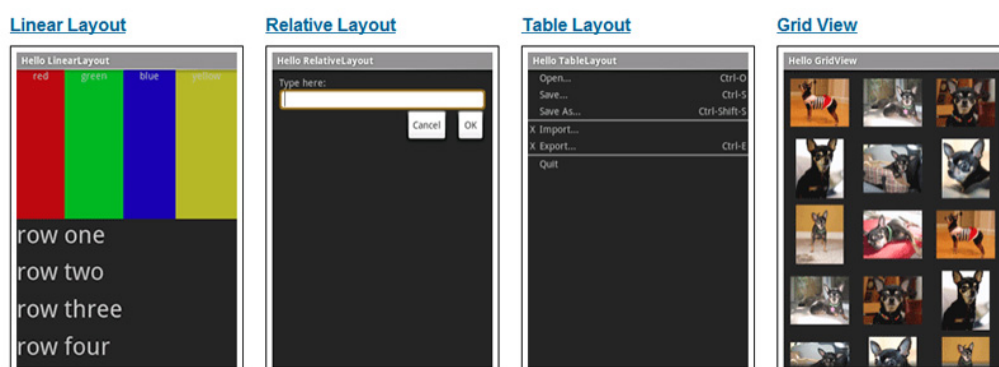 Linear Layout
Relative Layout
Table Layout
Grid View
Hello LinearLayout
red green blue yellow
row one
row two
row three
row four
Hello RelativeLayout
Type here:
Cancel OK
Hello TableLayout
Open... Ctrl-O
Save... Ctrl-S
Save As... Ctrl-Shift-S
X Import...
X Export... Ctrl-E
Quit
Hello GridView